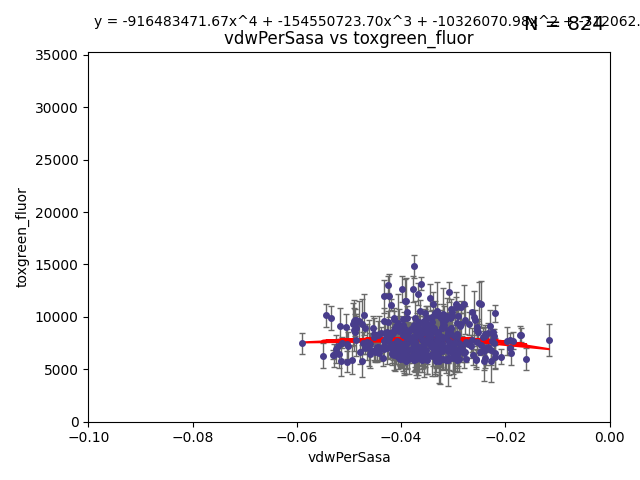 y = -916483471.67x^4 + -154550723.70x^3 + -10326070.98x^2 + -312062.
N = 824
vdwPerSasa vs toxgreen_fluor
35000
30000
25000
20000
15000
10000
5000
0
toxgreen_fluor
−0.10
−0.08
−0.06
−0.04
−0.02
0.00
vdwPerSasa